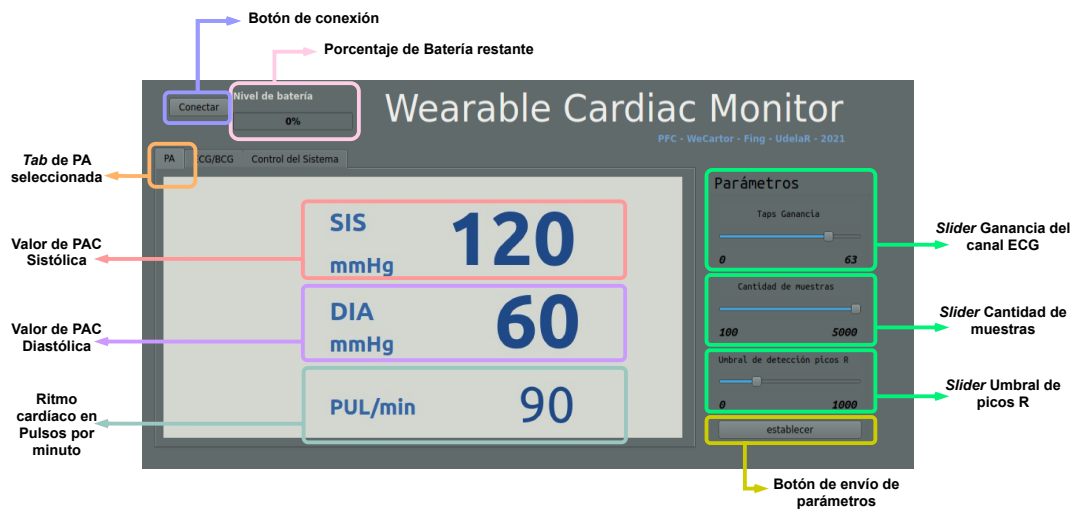 Botón de conexión
Porcentaje de Batería restante
Conectar
Nivel de batería
0%
Wearable Cardiac Monitor
PFC - WeCartor - Fing - UdelaR - 2021
Tab de PA
seleccionada
PA
ECG/BCG
Control del Sistema
Valor de PAC
Sistólica
SIS
mmHg
120
Valor de PAC
Diastólica
DIA
mmHg
60
Ritmo
cardíaco en
Pulsos por
minuto
PUL/min
90
Parámetros
Taps Ganancia
0 63
Slider Ganancia del
canal ECG
Cantidad de muestras
100 5000
Slider Cantidad de
muestras
Umbral de detección picos R
0 1000
Slider Umbral de
picos R
establecer
Botón de envío de
parámetros